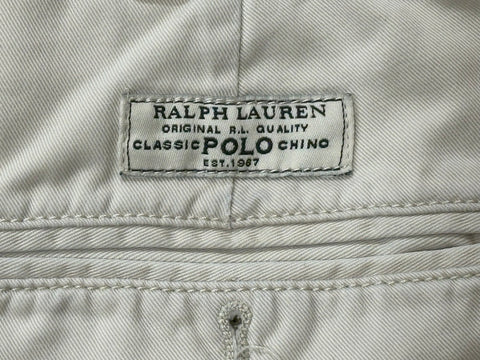 RALPH LAUREN
ORIGINAL R.L. QUALITY
CLASSIC POLO CHINO
EST. 1967